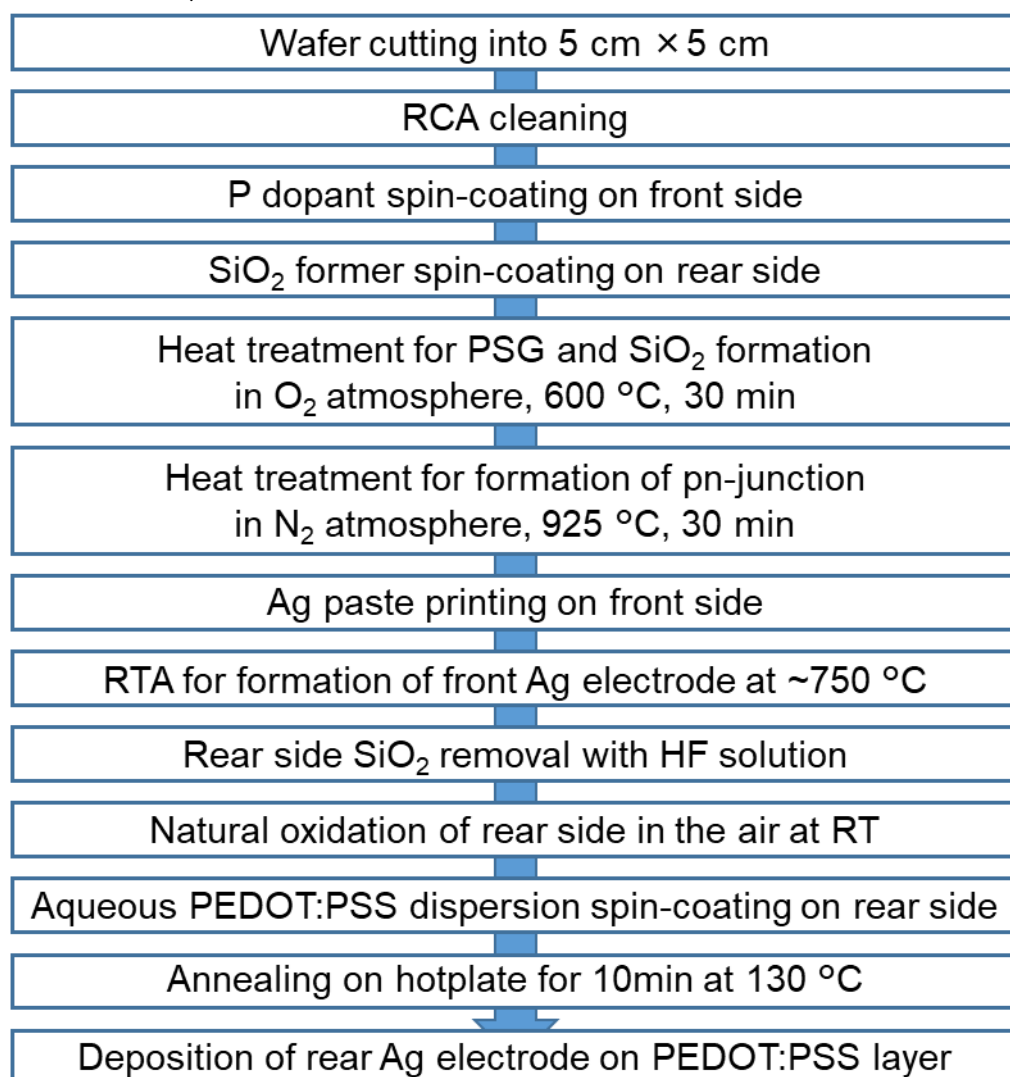 Wafer cutting into 5 cm × 5 cm
RCA cleaning
P dopant spin-coating on front side
SiO₂ former spin-coating on rear side
Heat treatment for PSG and SiO₂ formation
in O₂ atmosphere, 600 °C, 30 min
Heat treatment for formation of pn-junction
in N₂ atmosphere, 925 °C, 30 min
Ag paste printing on front side
RTA for formation of front Ag electrode at ~750 °C
Rear side SiO₂ removal with HF solution
Natural oxidation of rear side in the air at RT
Aqueous PEDOT:PSS dispersion spin-coating on rear side
Annealing on hotplate for 10min at 130 °C
Deposition of rear Ag electrode on PEDOT:PSS layer